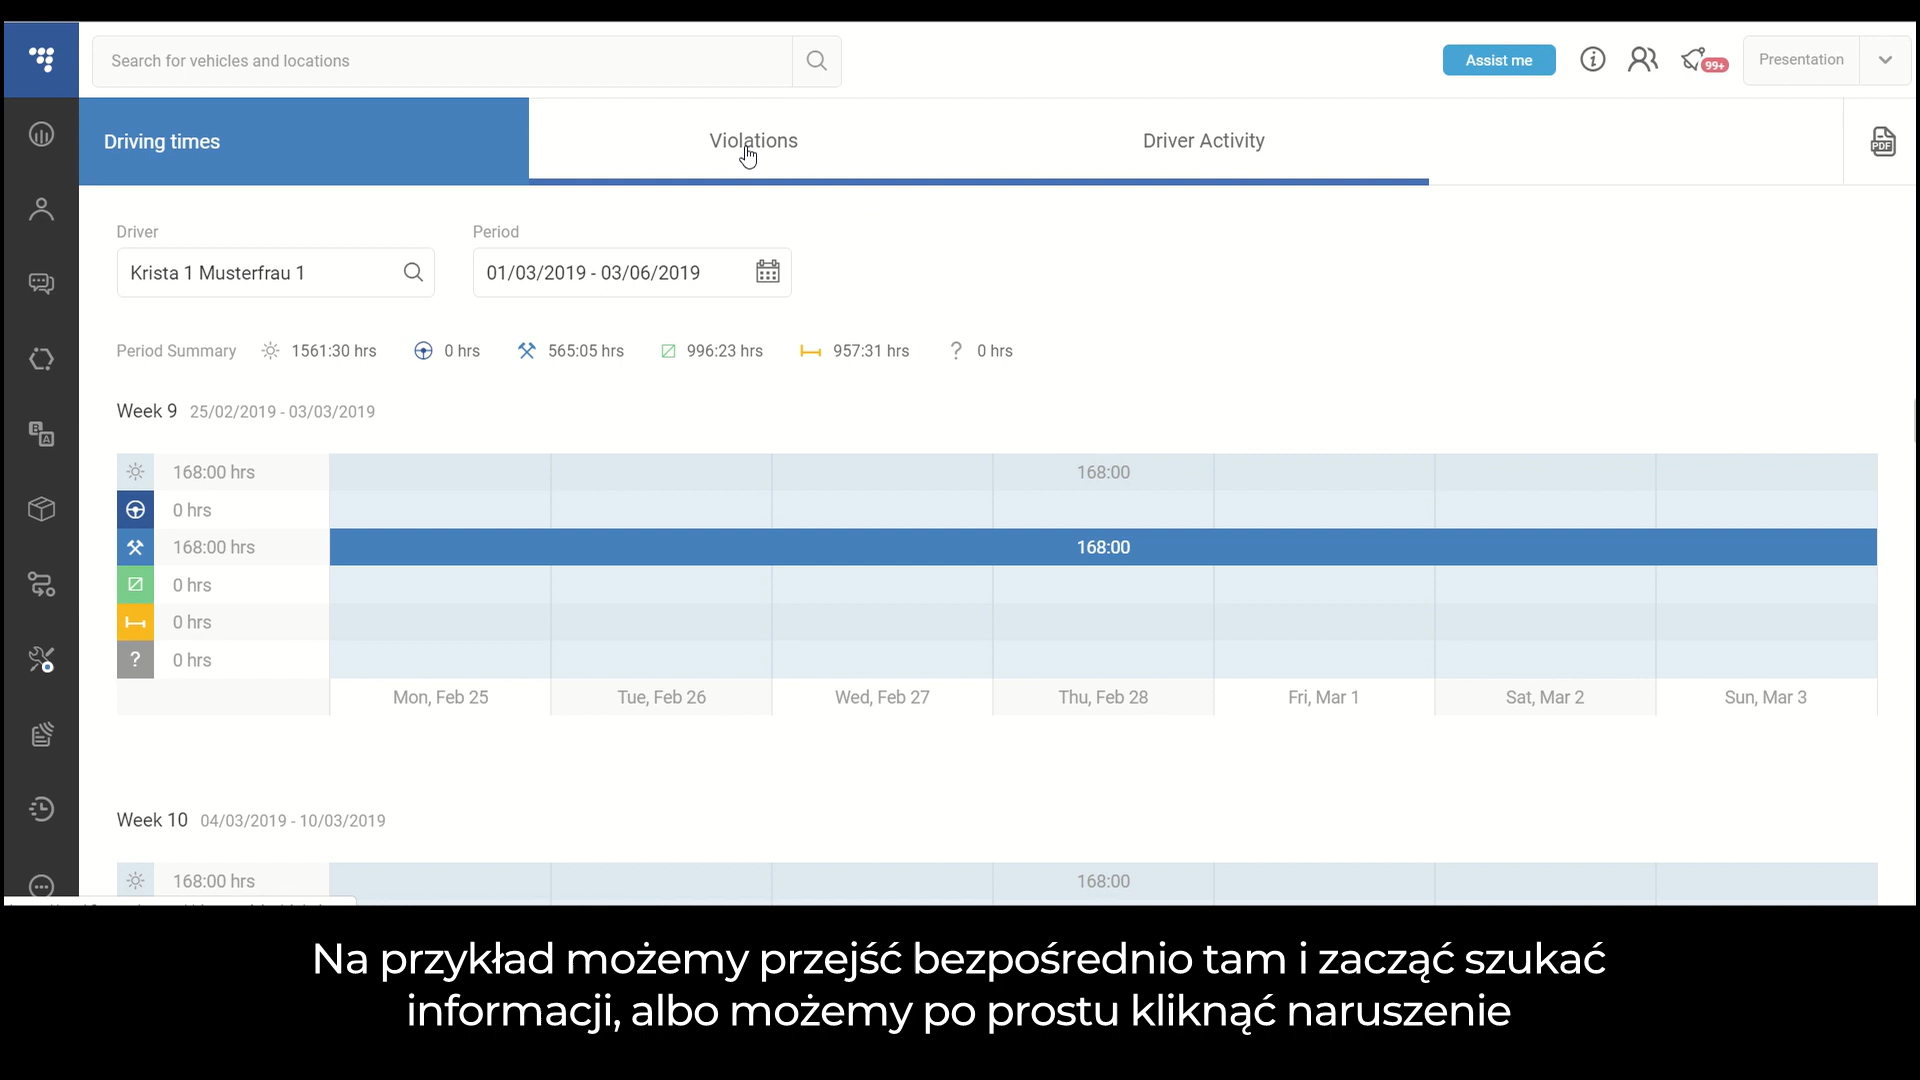 Search for vehicles and locations
Assist me
99+
Presentation
Driving times
Violations
Driver Activity
PDF
Driver
Period
Krista 1 Musterfrau 1
01/03/2019 - 03/06/2019
Period Summary 1561:30 hrs 0 hrs 565:05 hrs 996:23 hrs 957:31 hrs ? 0 hrs
Week 9 25/02/2019 - 03/03/2019
168:00 hrs 168:00
0 hrs
168:00 hrs 168:00
0 hrs
0 hrs
? 0 hrs
Mon, Feb 25 Tue, Feb 26 Wed, Feb 27 Thu, Feb 28 Fri, Mar 1 Sat, Mar 2 Sun, Mar 3
Week 10 04/03/2019 - 10/03/2019
168:00 hrs 168:00
Na przykład możemy przejść bezpośrednio tam i zacząć szukać
informacji, albo możemy po prostu kliknąć naruszenie